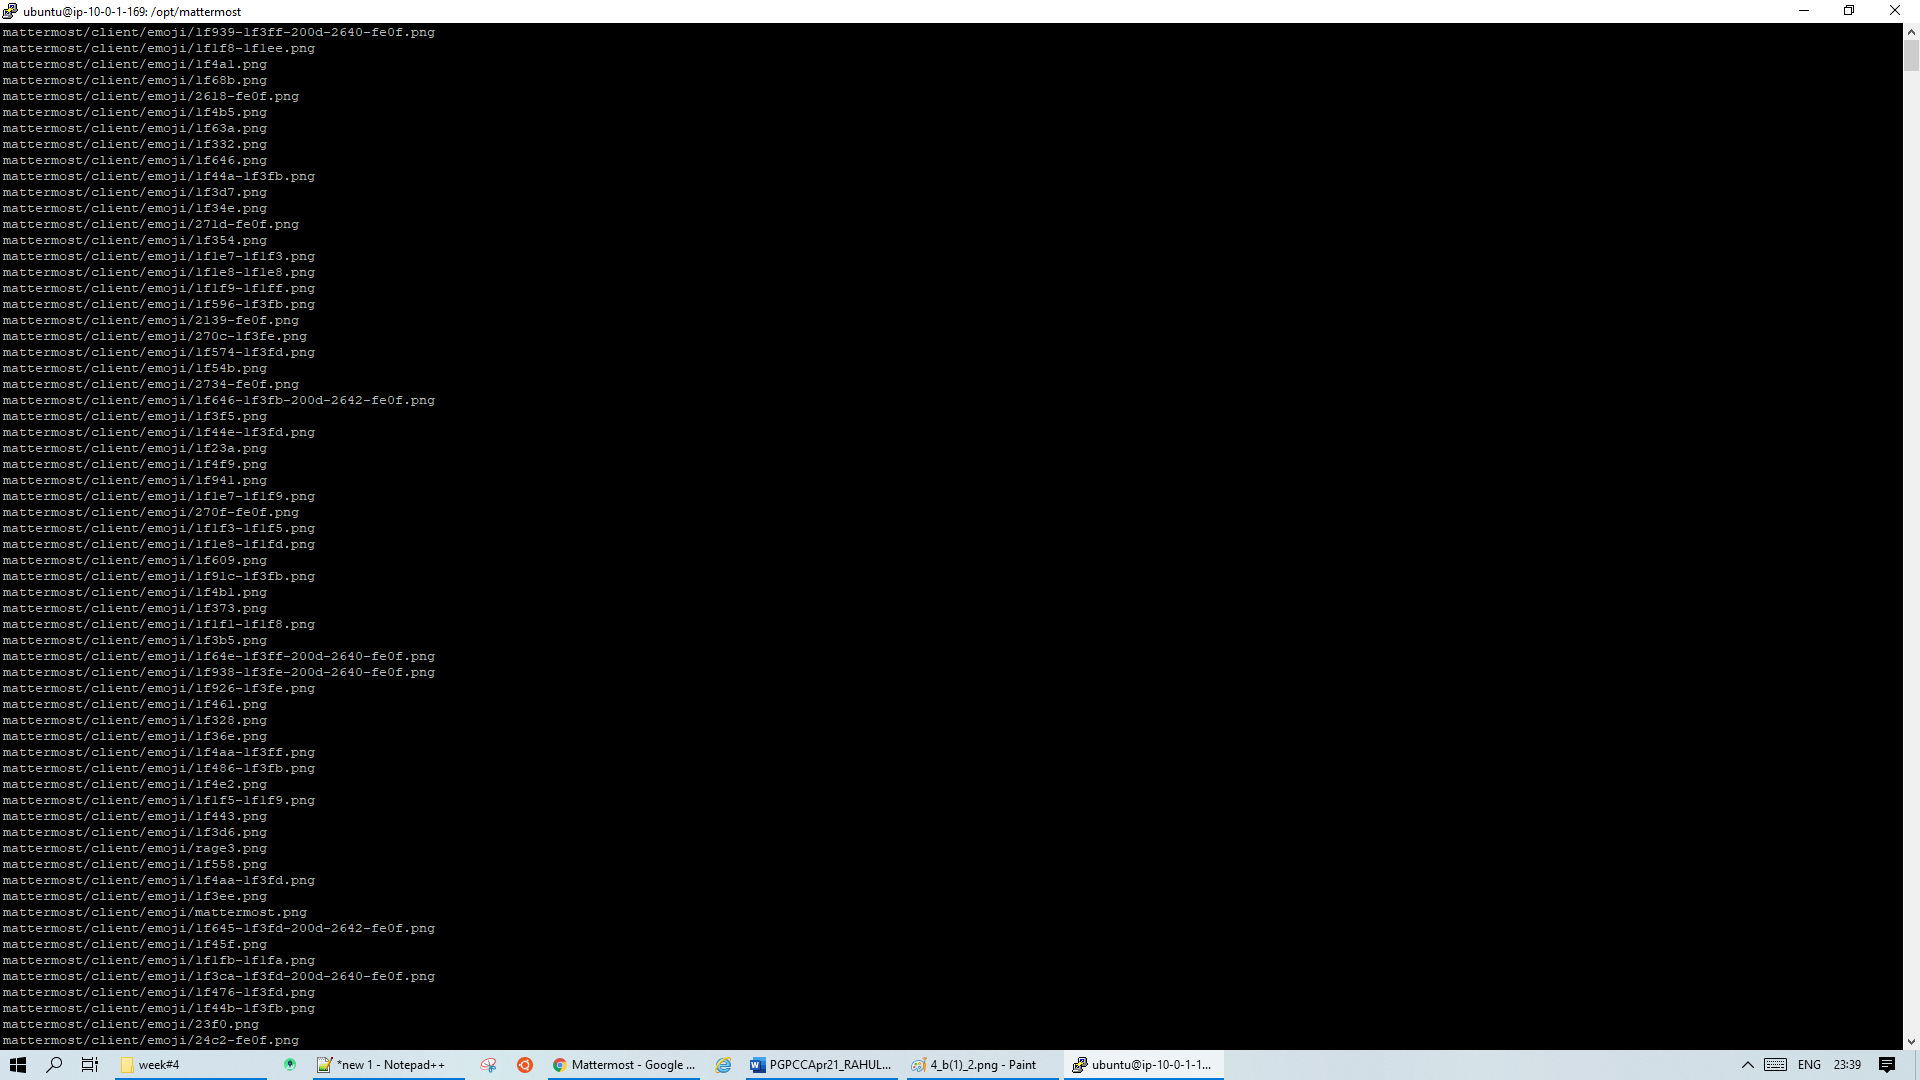 ubuntu@ip-10-0-1-169: /opt/mattermost
mattermost/client/emoji/1f939-1f3ff-200d-2640-fe0f.png
mattermost/client/emoji/1f1f8-1f1ee.png
mattermost/client/emoji/1f4a1.png
mattermost/client/emoji/1f68b.png
mattermost/client/emoji/2618-fe0f.png
mattermost/client/emoji/1f4b5.png
mattermost/client/emoji/1f63a.png
mattermost/client/emoji/1f332.png
mattermost/client/emoji/1f646.png
mattermost/client/emoji/1f44a-1f3fb.png
mattermost/client/emoji/1f3d7.png
mattermost/client/emoji/1f34e.png
mattermost/client/emoji/271d-fe0f.png
mattermost/client/emoji/1f354.png
mattermost/client/emoji/1f1e7-1f1f3.png
mattermost/client/emoji/1f1e8-1f1e8.png
mattermost/client/emoji/1f1f9-1f1ff.png
mattermost/client/emoji/1f596-1f3fb.png
mattermost/client/emoji/2139-fe0f.png
mattermost/client/emoji/270c-1f3fe.png
mattermost/client/emoji/1f574-1f3fd.png
mattermost/client/emoji/1f54b.png
mattermost/client/emoji/2734-fe0f.png
mattermost/client/emoji/1f646-1f3fb-200d-2642-fe0f.png
mattermost/client/emoji/1f3f5.png
mattermost/client/emoji/1f44e-1f3fd.png
mattermost/client/emoji/1f23a.png
mattermost/client/emoji/1f4f9.png
mattermost/client/emoji/1f941.png
mattermost/client/emoji/1f1e7-1f1f9.png
mattermost/client/emoji/270f-fe0f.png
mattermost/client/emoji/1f1f3-1f1f5.png
mattermost/client/emoji/1f1e8-1f1fd.png
mattermost/client/emoji/1f609.png
mattermost/client/emoji/1f91c-1f3fb.png
mattermost/client/emoji/1f4b1.png
mattermost/client/emoji/1f373.png
mattermost/client/emoji/1f1f1-1f1f8.png
mattermost/client/emoji/1f3b5.png
mattermost/client/emoji/1f64e-1f3ff-200d-2640-fe0f.png
mattermost/client/emoji/1f938-1f3fe-200d-2640-fe0f.png
mattermost/client/emoji/1f926-1f3fe.png
mattermost/client/emoji/1f461.png
mattermost/client/emoji/1f328.png
mattermost/client/emoji/1f36e.png
mattermost/client/emoji/1f4aa-1f3ff.png
mattermost/client/emoji/1f486-1f3fb.png
mattermost/client/emoji/1f4e2.png
mattermost/client/emoji/1f1f5-1f1f9.png
mattermost/client/emoji/1f443.png
mattermost/client/emoji/1f3d6.png
mattermost/client/emoji/rage3.png
mattermost/client/emoji/1f558.png
mattermost/client/emoji/1f4aa-1f3fd.png
mattermost/client/emoji/1f3ee.png
mattermost/client/emoji/mattermost.png
mattermost/client/emoji/1f645-1f3fd-200d-2642-fe0f.png
mattermost/client/emoji/1f45f.png
mattermost/client/emoji/1f1fb-1f1fa.png
mattermost/client/emoji/1f3ca-1f3fd-200d-2640-fe0f.png
mattermost/client/emoji/1f476-1f3fd.png
mattermost/client/emoji/1f44b-1f3fb.png
mattermost/client/emoji/23f0.png
mattermost/client/emoji/24c2-fe0f.png
week#4 *new 1 - Notepad++ Mattermost - Google ... PGPCCApr21_RAHUL... 4_b(1)_2.png - Paint ubuntu@ip-10-0-1-1... ENG 23:39